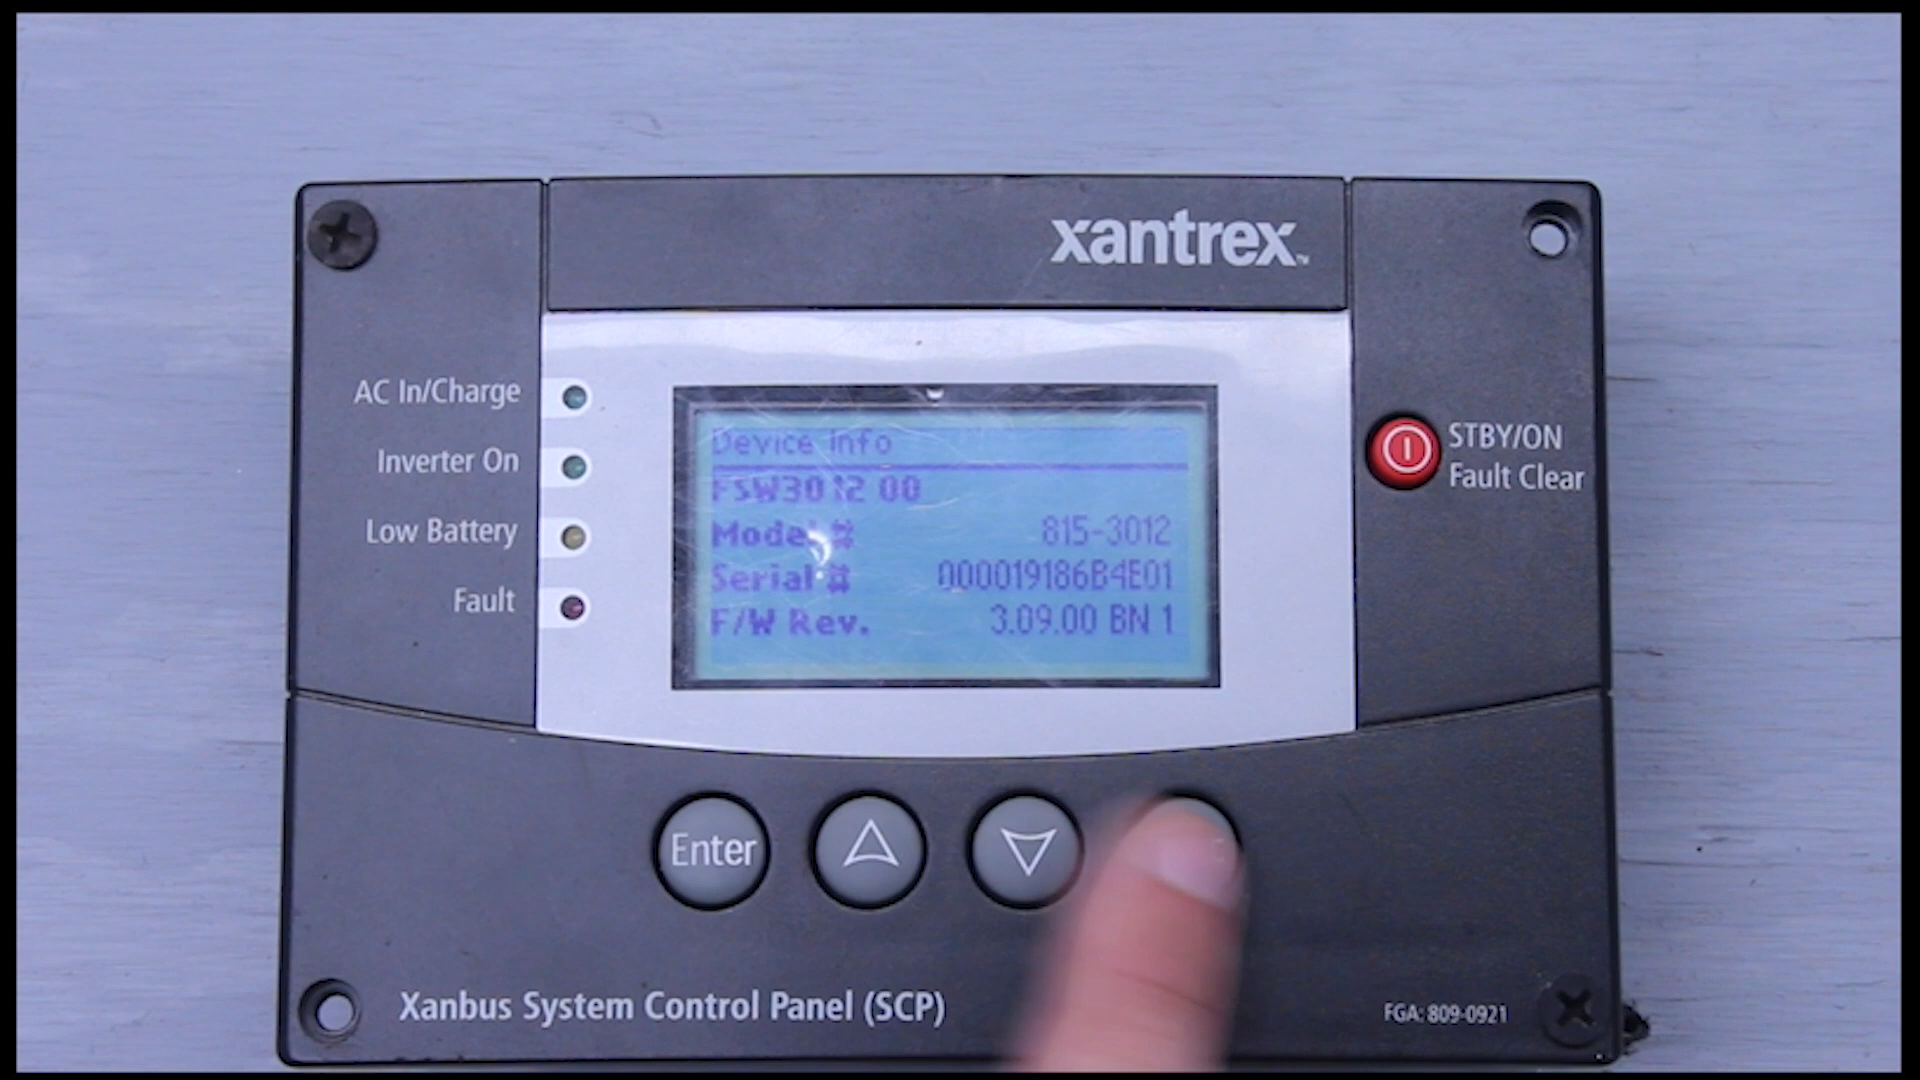 xantrex™
AC In/Charge
Inverter On
Low Battery
Fault
Device Info
FSW3012 00
Model # 815-3012
Serial # 000019186B4E01
F/W Rev. 3.09.00 BN 1
STBY/ON
Fault Clear
Enter
Xanbus System Control Panel (SCP)
FGA: 809-0921